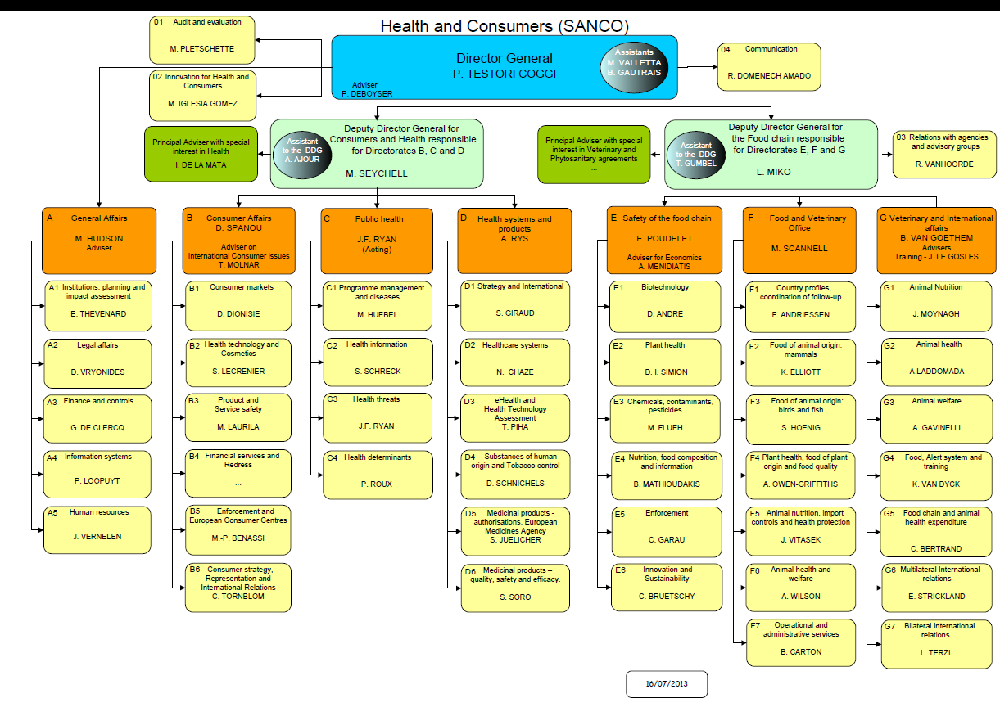 Health and Consumers (SANCO)
01 Audit and evaluation
M. PLETSCHETTE
02 Innovation for Health and
Consumers
M. IGLESIA GOMEZ
Director General
P. TESTORI COGGI
Adviser
P. DEBOYSER
Assistants
M. VALLETTA
B. GAUTRAIS
04 Communication
R. DOMENECH AMADO
Principal Adviser with special
interest in Health
I. DE LA MATA
Assistant
to the DDG
A. AJOUR
Deputy Director General for
Consumers and Health responsible
for Directorates B, C and D
M. SEYCHELL
Principal Adviser with special
interest in Veterinary and
Phytosanitary agreements
...
Assistant
to the DDG
T. GUMBEL
Deputy Director General for
the Food chain responsible
for Directorates E, F and G
L. MIKO
03 Relations with agencies
and advisory groups
R. VANHOORDE
A General Affairs
M. HUDSON
Adviser
...
A1 Institutions, planning and
impact assessment
E. THEVENARD
A2 Legal affairs
D. VRYONIDES
A3 Finance and controls
G. DE CLERCQ
A4 Information systems
P. LOOPUYT
A5 Human resources
J. VERNELEN
B Consumer Affairs
D. SPANOU
Adviser on
International Consumer issues
T. MOLNAR
B1 Consumer markets
D. DIONISIE
B2 Health technology and
Cosmetics
S. LECRENIER
B3 Product and
Service safety
M. LAURILA
B4 Financial services and
Redress
...
B5 Enforcement and
European Consumer Centres
M.-P. BENASSI
B6 Consumer strategy,
Representation and
International Relations
C. TORNBLOM
C Public health
J.F. RYAN
(Acting)
C1 Programme management
and diseases
M. HUEBEL
C2 Health information
S. SCHRECK
C3 Health threats
J.F. RYAN
C4 Health determinants
P. ROUX
D Health systems and
products
A. RYS
D1 Strategy and International
S. GIRAUD
D2 Healthcare systems
N. CHAZE
D3 eHealth and
Health Technology
Assessment
T. PIHA
D4 Substances of human
origin and Tobacco control
D. SCHNICHELS
D5 Medicinal products -
authorisations, European
Medicines Agency
S. JUELICHER
D6 Medicinal products –
quality, safety and efficacy.
S. SORO
E Safety of the food chain
E. POUDELET
Adviser for Economics
A. MENIDIATIS
E1 Biotechnology
D. ANDRE
E2 Plant health
D. I. SIMION
E3 Chemicals, contaminants,
pesticides
M. FLUEH
E4 Nutrition, food composition
and information
B. MATHIOUDAKIS
E5 Enforcement
C. GARAU
E6 Innovation and
Sustainability
C. BRUETSCHY
F Food and Veterinary
Office
M. SCANNELL
F1 Country profiles,
coordination of follow-up
F. ANDRIESSEN
F2 Food of animal origin:
mammals
K. ELLIOTT
F3 Food of animal origin:
birds and fish
S .HOENIG
F4 Plant health, food of plant
origin and food quality
A. OWEN-GRIFFITHS
F5 Animal nutrition, import
controls and health protection
J. VITASEK
F6 Animal health and
welfare
A. WILSON
F7 Operational and
administrative services
B. CARTON
G Veterinary and International
affairs
B. VAN GOETHEM
Advisers
Training - J. LE GOSLES
...
G1 Animal Nutrition
J. MOYNAGH
G2 Animal health
A.LADDOMADA
G3 Animal welfare
A. GAVINELLI
G4 Food, Alert system and
training
K. VAN DYCK
G5 Food chain and animal
health expenditure
C. BERTRAND
G6 Multilateral International
relations
E. STRICKLAND
G7 Bilateral International
relations
L. TERZI
16/07/2013